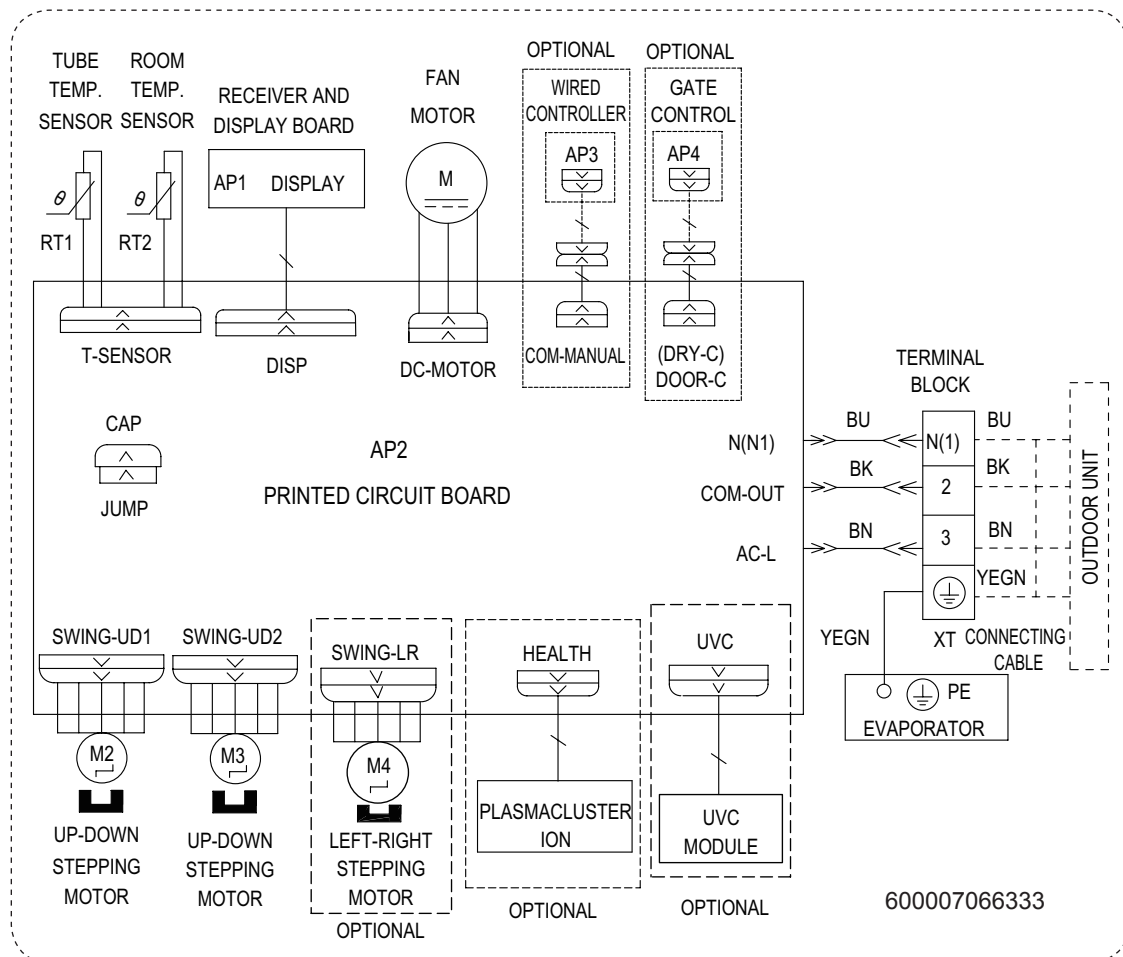 TUBE
TEMP.
SENSOR
ROOM
TEMP.
SENSOR
RECEIVER AND
DISPLAY BOARD
FAN
MOTOR
OPTIONAL
WIRED
CONTROLLER
OPTIONAL
GATE
CONTROL
θ
RT1
θ
RT2
AP1 DISPLAY
M
AP3
AP4
T-SENSOR
DISP
DC-MOTOR
COM-MANUAL
(DRY-C)
DOOR-C
CAP
JUMP
AP2
PRINTED CIRCUIT BOARD
TERMINAL
BLOCK
N(N1)
BU
N(1)
BU
COM-OUT
BK
2
BK
AC-L
BN
3
BN
YEGN
OUTDOOR UNIT
YEGN
XT
CONNECTING
CABLE
PE
EVAPORATOR
SWING-UD1
SWING-UD2
SWING-LR
HEALTH
UVC
M2
M3
M4
UP-DOWN
STEPPING
MOTOR
UP-DOWN
STEPPING
MOTOR
LEFT-RIGHT
STEPPING
MOTOR
OPTIONAL
PLASMACLUSTER
ION
OPTIONAL
UVC
MODULE
OPTIONAL
600007066333